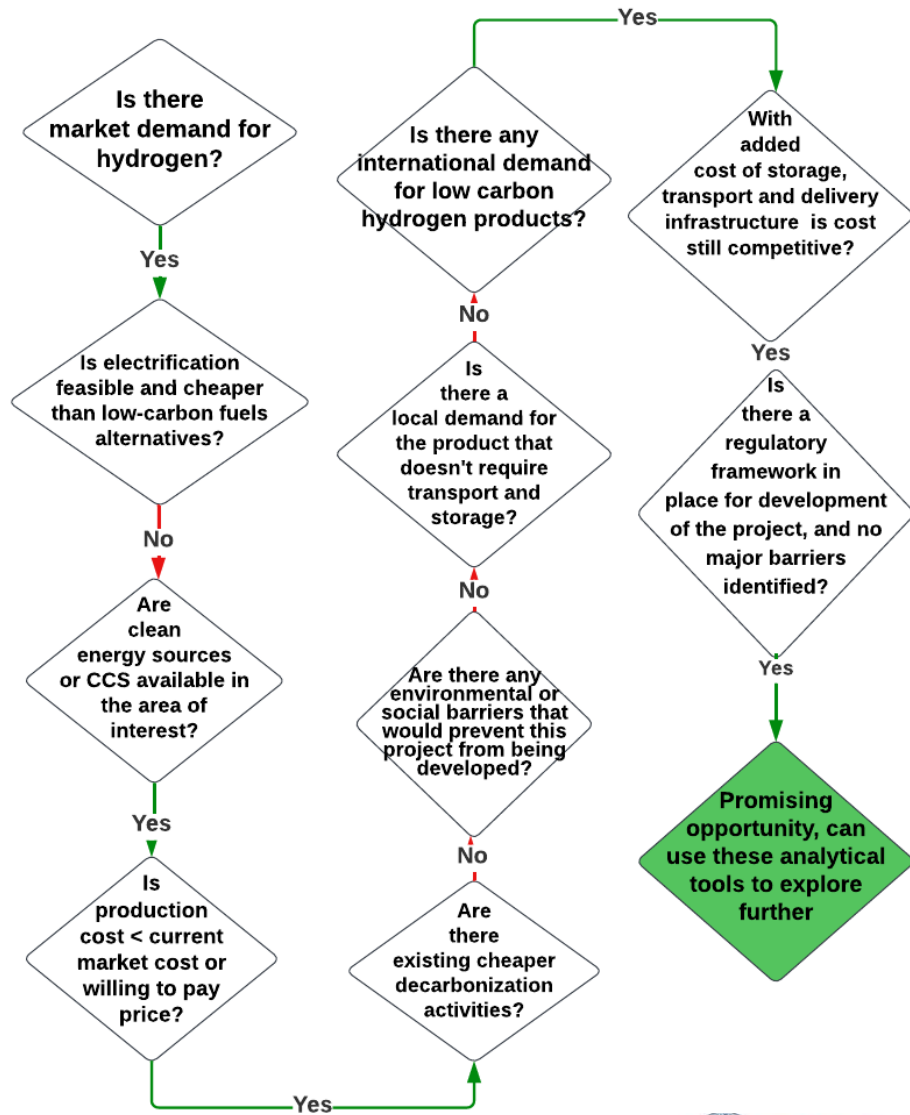 Is there
market demand for
hydrogen?
Yes
Is electrification
feasible and cheaper
than low-carbon fuels
alternatives?
No
Are
clean
energy sources
or CCS available in
the area of
interest?
Yes
Is
production
cost < current
market cost or
willing to pay
price?
Yes
Are
there
existing cheaper
decarbonization
activities?
No
Are there any
environmental or
social barriers that
would prevent this
project from being
developed?
No
Is
there a
local demand for
the product that
doesn't require
transport and
storage?
No
Is there any
international demand
for low carbon
hydrogen products?
Yes
With
added
cost of storage,
transport and delivery
infrastructure is cost
still competitive?
Yes
Is
there a
regulatory
framework in
place for development
of the project, and no
major barriers
identified?
Yes
Promising
opportunity, can
use these analytical
tools to explore
further